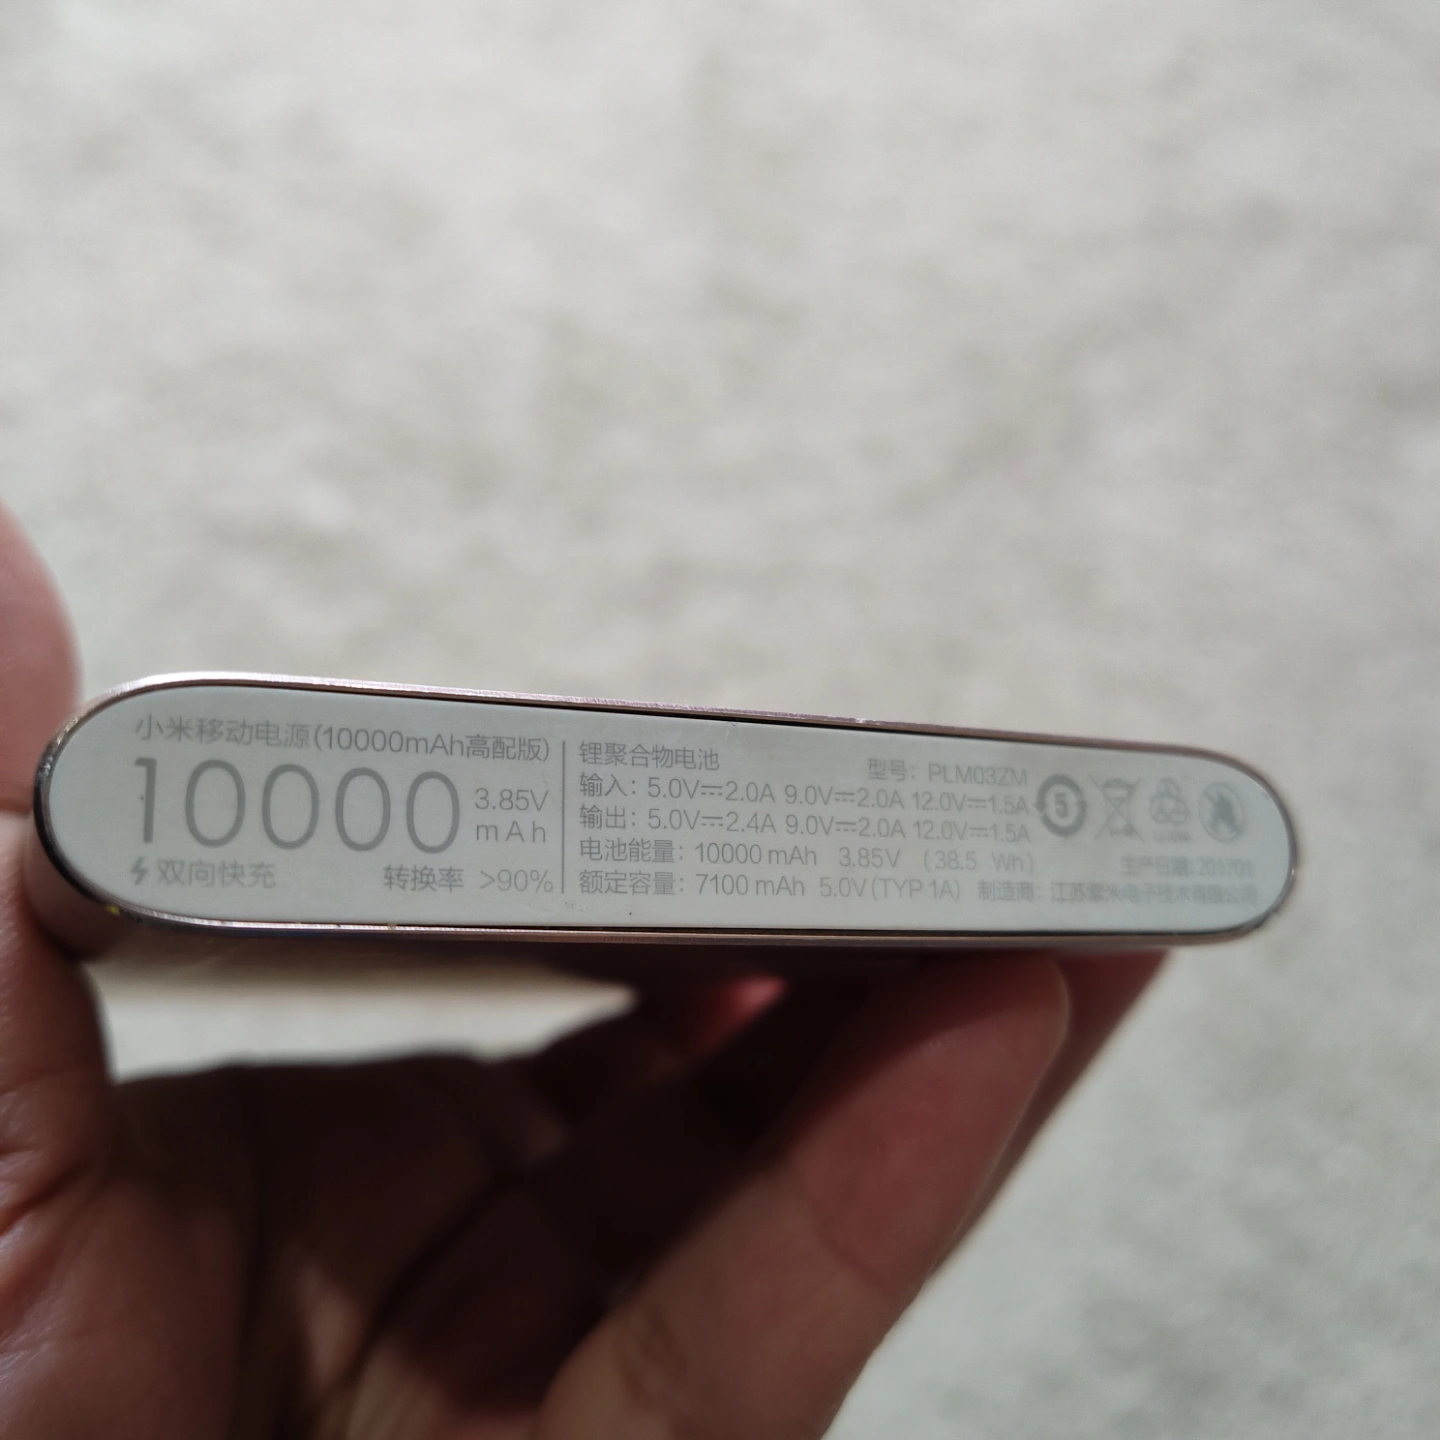 小米移动电源(10000mAh高配版)
10000
3.85V
mAh
双向快充
转换率 >90%
锂聚合物电池
型号: PLM03ZM
输入: 5.0V⎓2.0A 9.0V⎓2.0A 12.0V⎓1.5A
输出: 5.0V⎓2.4A 9.0V⎓2.0A 12.0V⎓1.5A
电池能量: 10000mAh 3.85V (38.5 Wh)
额定容量: 7100mAh 5.0V(TYP 1A)
5
生产日期: 201701
制造商: 江苏紫米电子技术有限公司